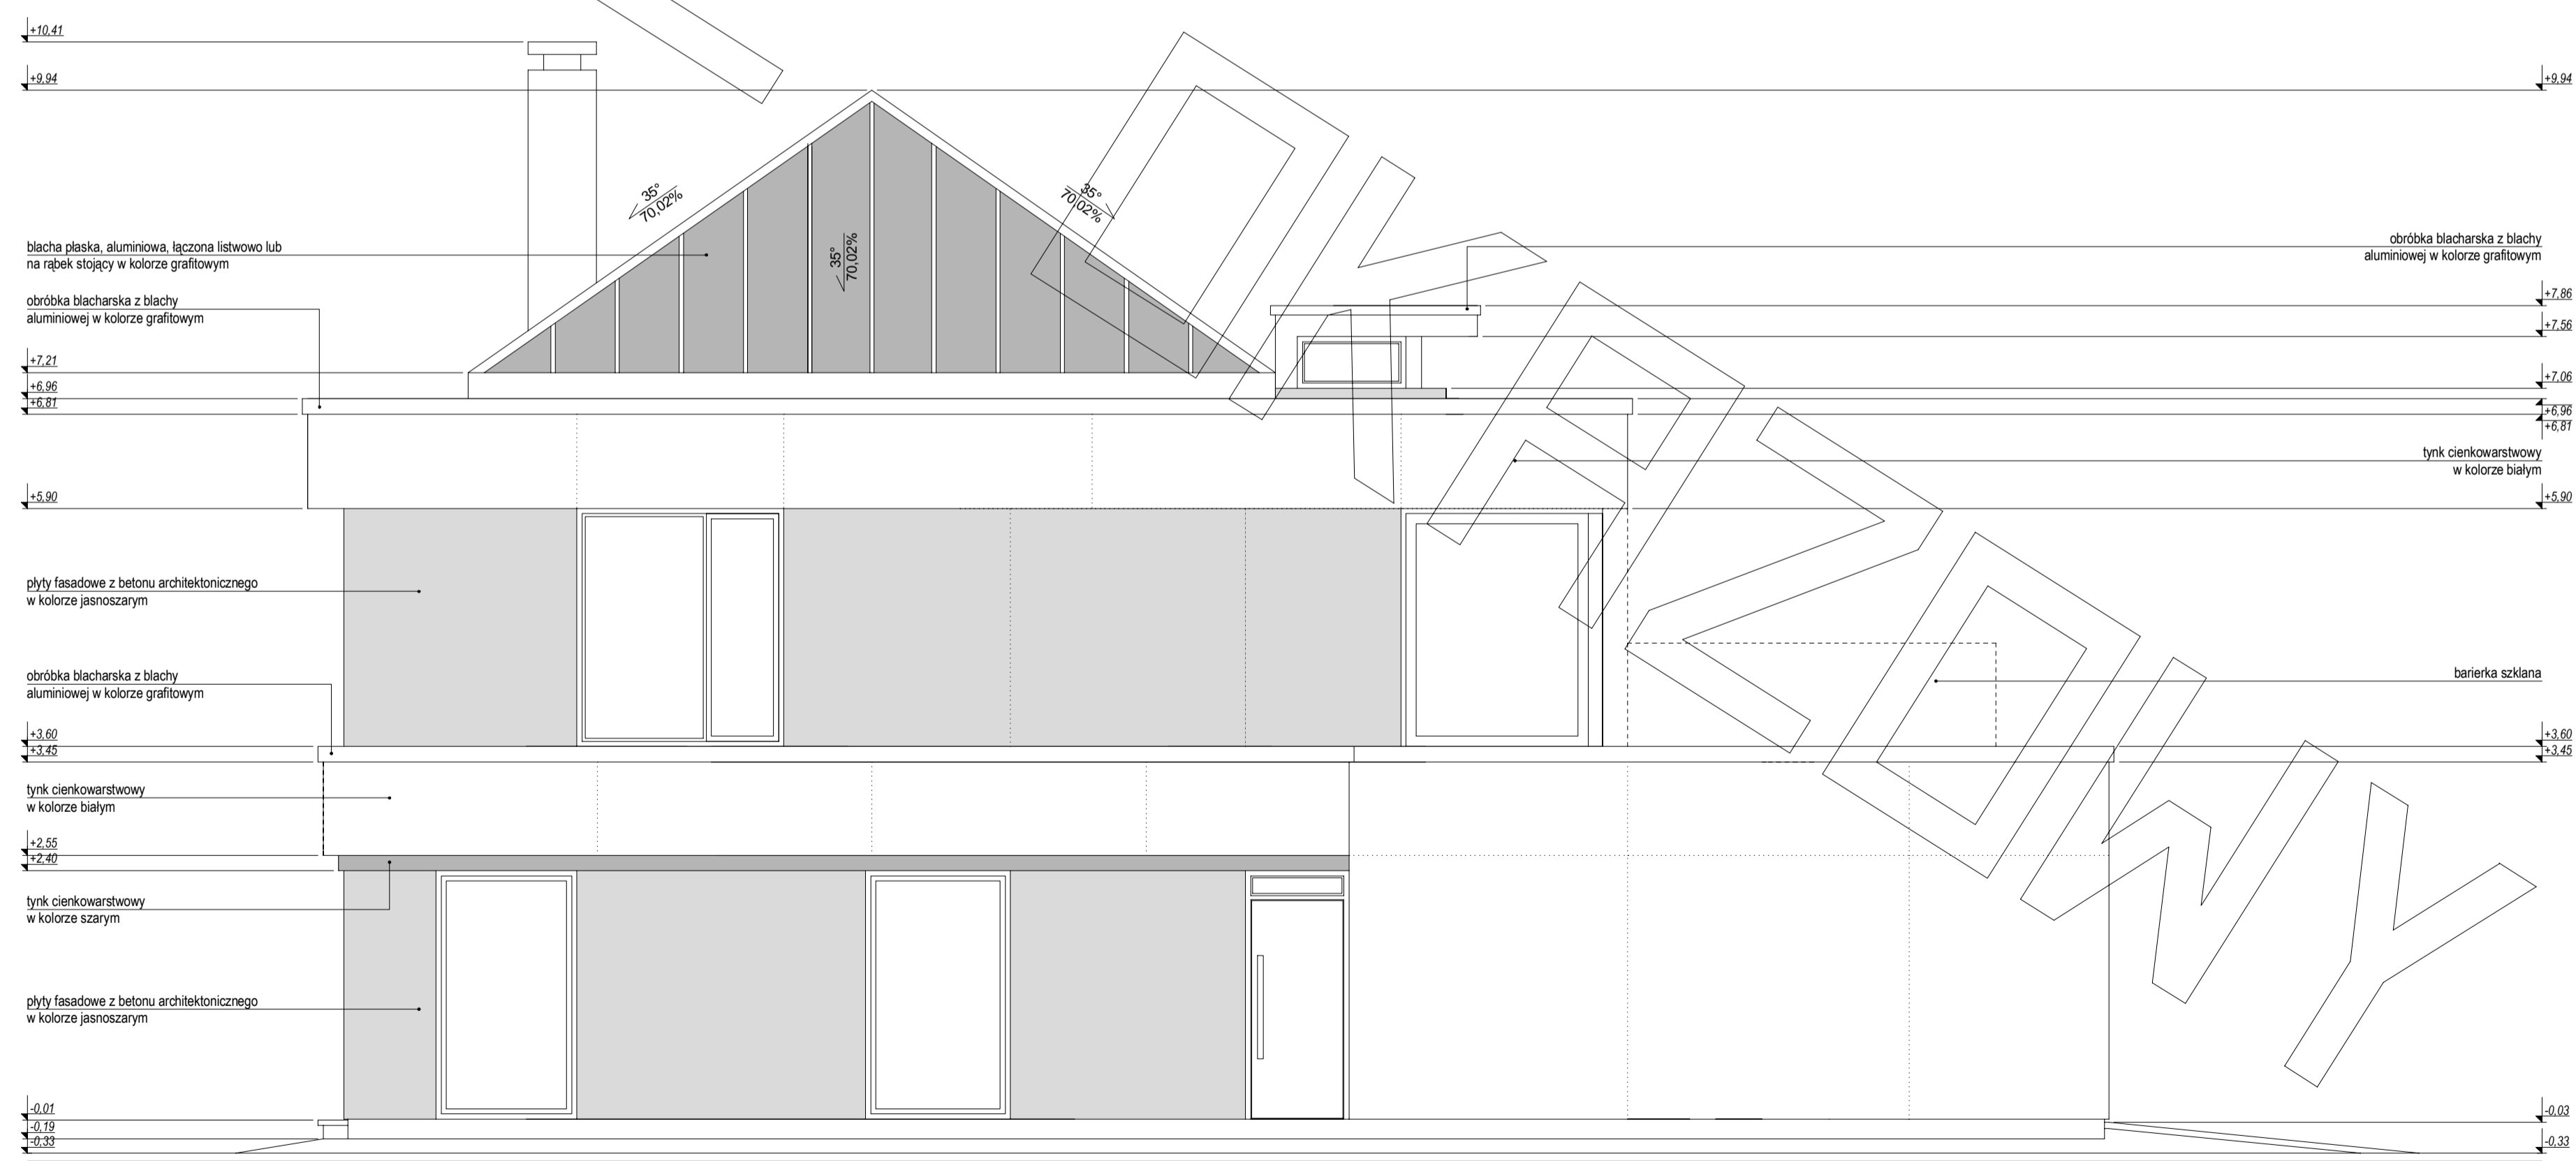 +10,41
+9,94
+9,94
35°
70,02%
35°
70,02%
35°
70,02%
blacha płaska, aluminiowa, łączona listwowo lub
na rąbek stojący w kolorze grafitowym
obróbka blacharska z blachy
aluminiowej w kolorze grafitowym
obróbka blacharska z blachy
aluminiowej w kolorze grafitowym
+7,86
+7,56
+7,21
+7,06
+6,96
+6,81
+6,96
+6,81
tynk cienkowarstwowy
w kolorze białym
+5,90
+5,90
płyty fasadowe z betonu architektonicznego
w kolorze jasnoszarym
obróbka blacharska z blachy
aluminiowej w kolorze grafitowym
barierka szklana
+3,60
+3,45
+3,60
+3,45
tynk cienkowarstwowy
w kolorze białym
+2,55
+2,40
tynk cienkowarstwowy
w kolorze szarym
płyty fasadowe z betonu architektonicznego
w kolorze jasnoszarym
-0,01
-0,19
-0,33
-0,03
-0,33